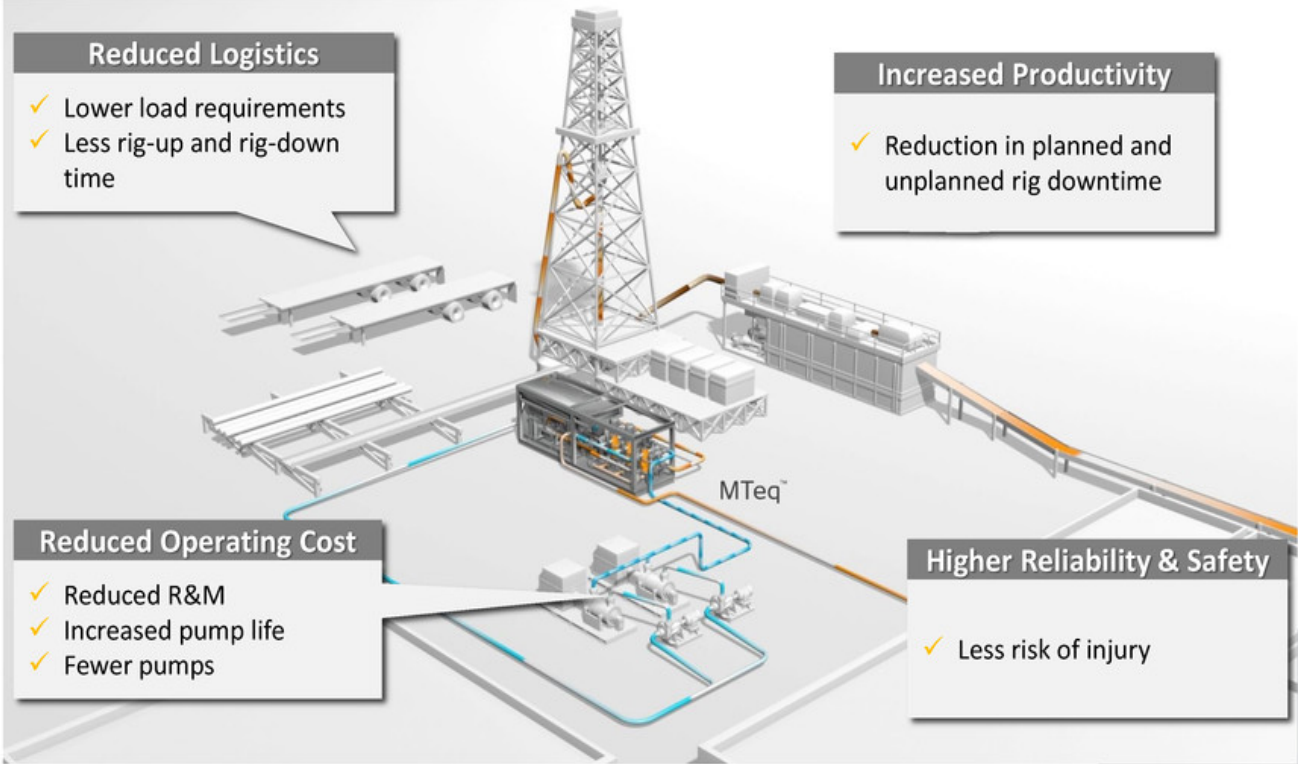 Reduced Logistics
✓ Lower load requirements
✓ Less rig-up and rig-down
time
Increased Productivity
✓ Reduction in planned and
unplanned rig downtime
MTeq™
Reduced Operating Cost
✓ Reduced R&M
✓ Increased pump life
✓ Fewer pumps
Higher Reliability & Safety
✓ Less risk of injury